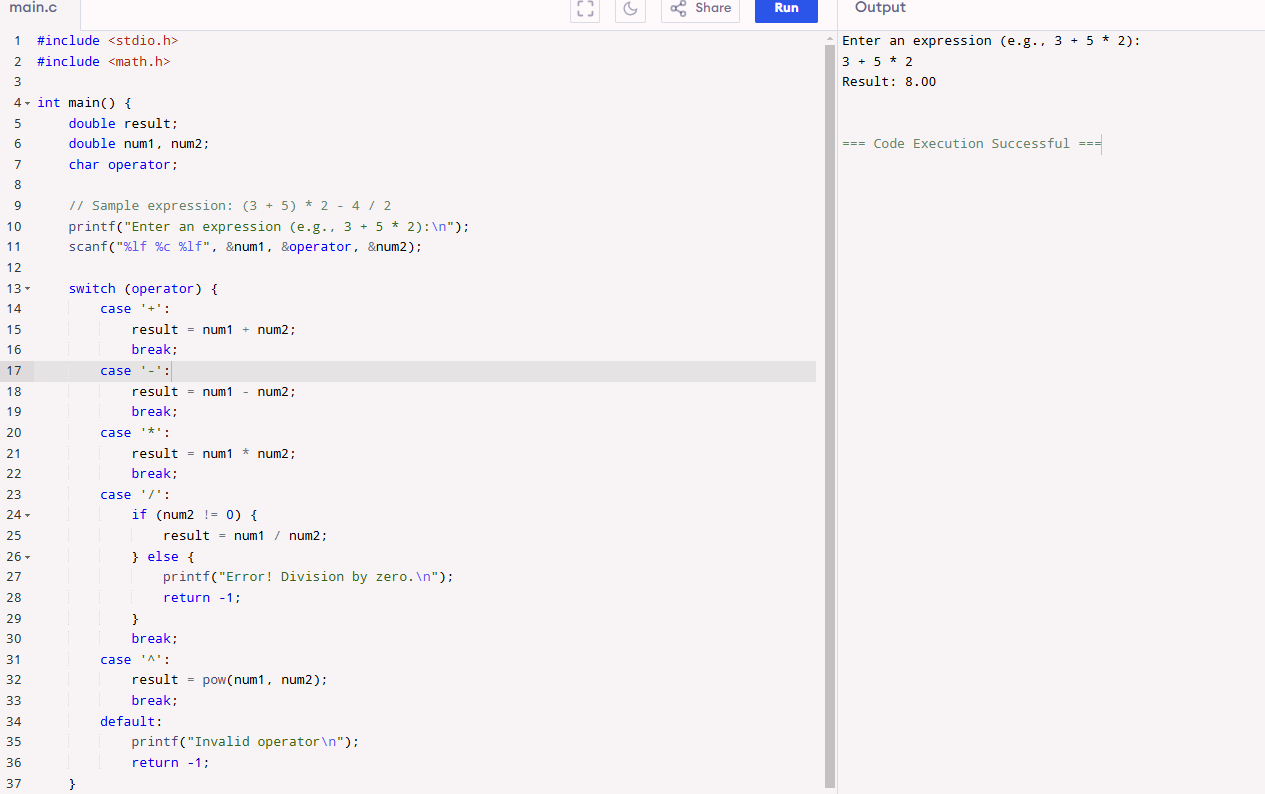 main.c
Share
Run
Output
1 #include <stdio.h>
2 #include <math.h>
3
4 int main() {
5     double result;
6     double num1, num2;
7     char operator;
8
9     // Sample expression: (3 + 5) * 2 - 4 / 2
10     printf("Enter an expression (e.g., 3 + 5 * 2):\n");
11     scanf("%lf %c %lf", &num1, &operator, &num2);
12
13     switch (operator) {
14         case '+':
15             result = num1 + num2;
16             break;
17         case '-':
18             result = num1 - num2;
19             break;
20         case '*':
21             result = num1 * num2;
22             break;
23         case '/':
24             if (num2 != 0) {
25                 result = num1 / num2;
26             } else {
27                 printf("Error! Division by zero.\n");
28                 return -1;
29             }
30             break;
31         case '^':
32             result = pow(num1, num2);
33             break;
34         default:
35             printf("Invalid operator\n");
36             return -1;
37     }
Enter an expression (e.g., 3 + 5 * 2):
3 + 5 * 2
Result: 8.00
=== Code Execution Successful ===